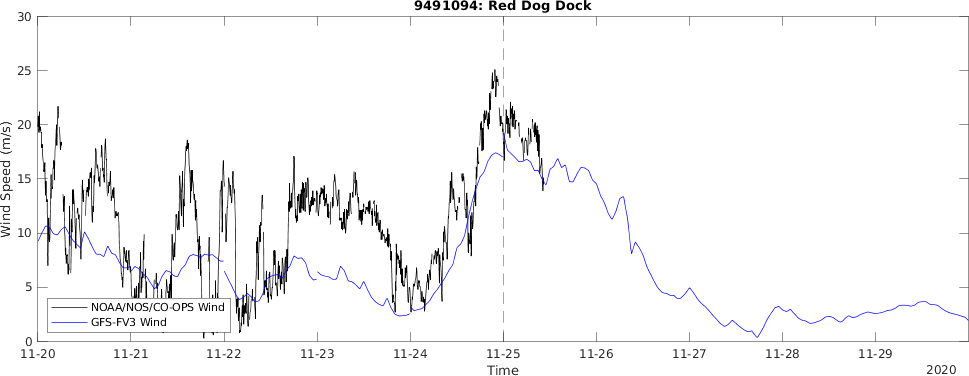 9491094: Red Dog Dock
30
25
20
15
10
5
0
Wind Speed (m/s)
NOAA/NOS/CO-OPS Wind
GFS-FV3 Wind
11-20 11-21 11-22 11-23 11-24 11-25 11-26 11-27 11-28 11-29
Time
2020